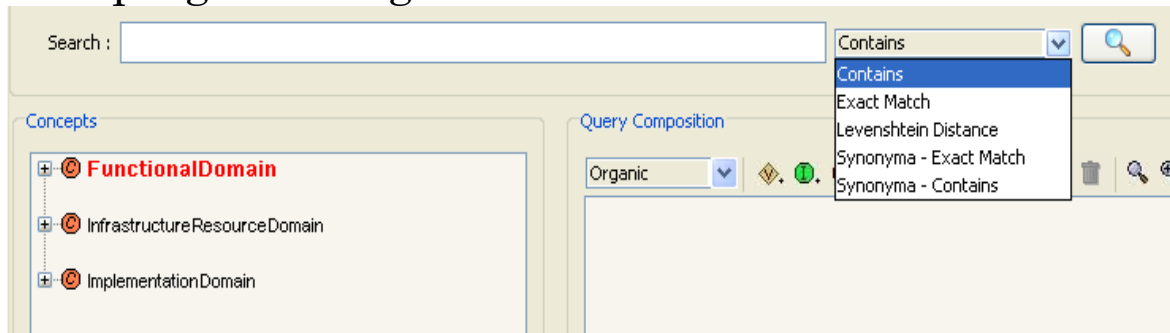 Search :
Contains
Contains
Exact Match
Levenshtein Distance
Synonyma - Exact Match
Synonyma - Contains
Concepts
FunctionalDomain
InfrastructureResourceDomain
ImplementationDomain
Query Composition
Organic